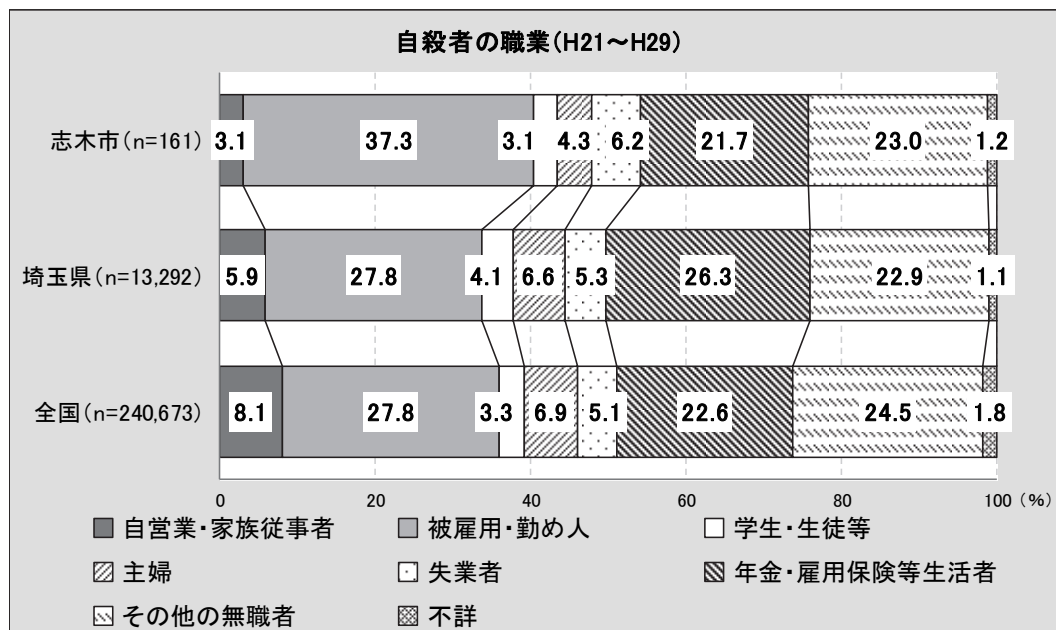 自殺者の職業(H21～H29)
志木市(n=161) 3.1 37.3 3.1 4.3 6.2 21.7 23.0 1.2
埼玉県(n=13,292) 5.9 27.8 4.1 6.6 5.3 26.3 22.9 1.1
全国(n=240,673) 8.1 27.8 3.3 6.9 5.1 22.6 24.5 1.8
0 20 40 60 80 100 (%)
自営業・家族従事者 被雇用・勤め人 学生・生徒等
主婦 失業者 年金・雇用保険等生活者
その他の無職者 不詳